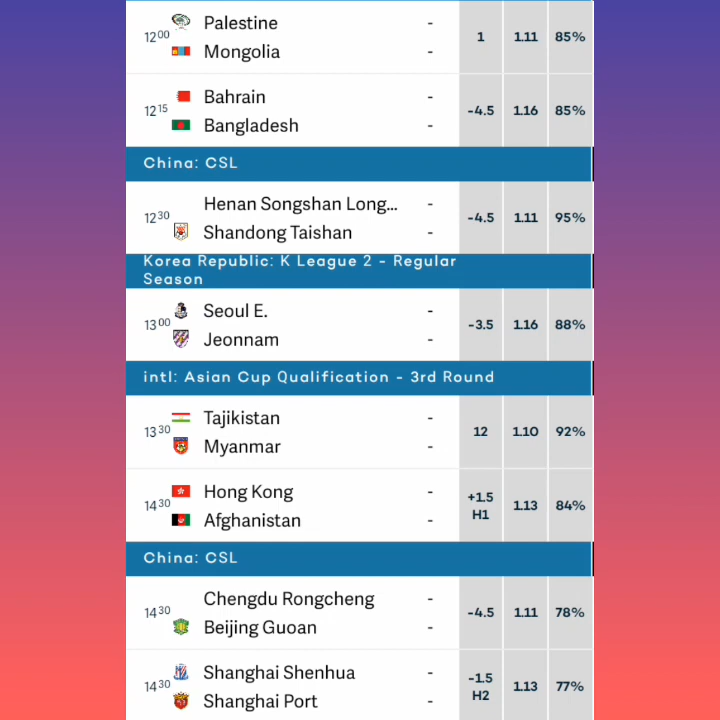 12 00 Palestine - 1 1.11 85%
Mongolia -
12 15 Bahrain - -4.5 1.16 85%
Bangladesh -
China: CSL
12 30 Henan Songshan Long... - -4.5 1.11 95%
Shandong Taishan -
Korea Republic: K League 2 - Regular
Season
13 00 Seoul E. - -3.5 1.16 88%
Jeonnam -
intl: Asian Cup Qualification - 3rd Round
13 30 Tajikistan - 12 1.10 92%
Myanmar -
14 30 Hong Kong - +1.5 H1 1.13 84%
Afghanistan -
China: CSL
14 30 Chengdu Rongcheng - -4.5 1.11 78%
Beijing Guoan -
14 30 Shanghai Shenhua - -1.5 H2 1.13 77%
Shanghai Port -